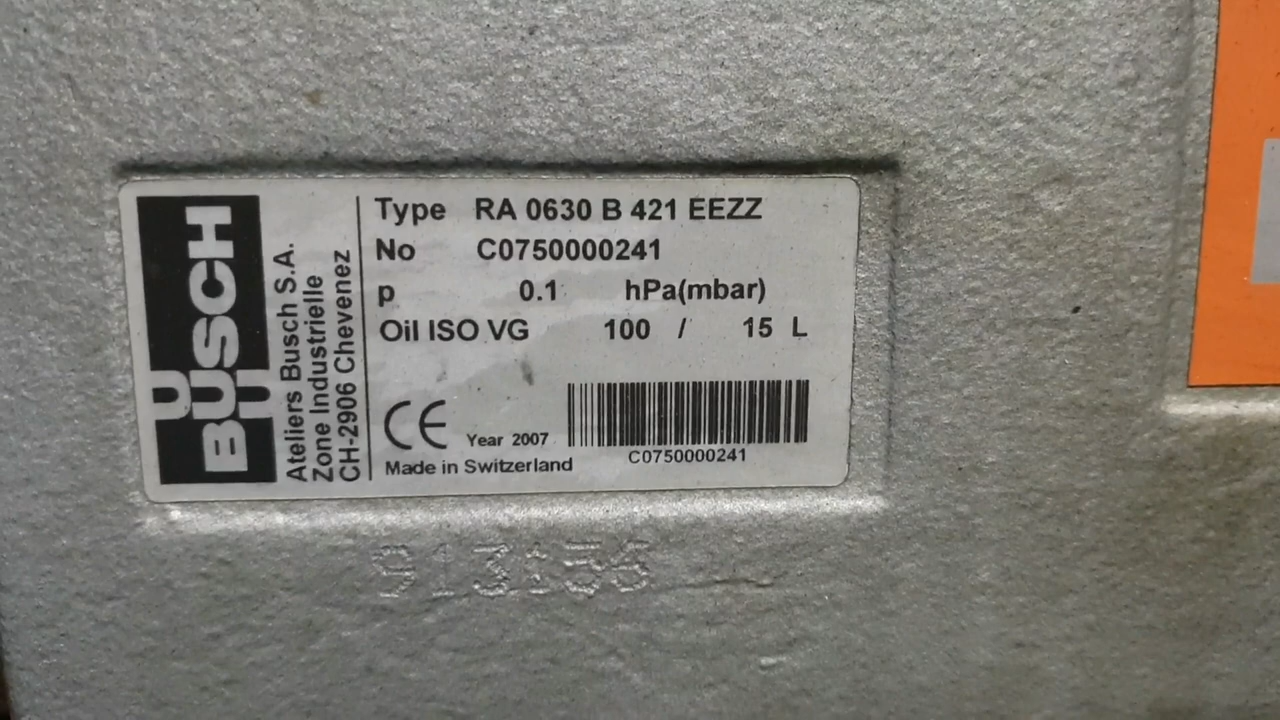 BUSCH
Ateliers Busch S.A.
Zone Industrielle
CH-2906 Chevenez
Type RA 0630 B 421 EEZZ
No C0750000241
p 0.1 hPa(mbar)
Oil ISO VG 100 / 15 L
CE Year 2007
C0750000241
Made in Switzerland